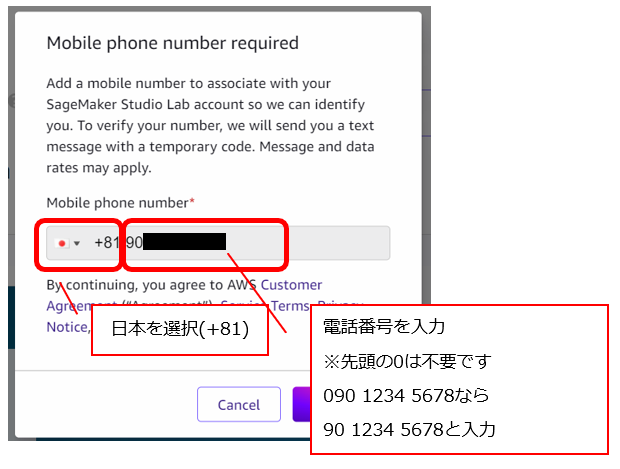 Mobile phone number required
Add a mobile number to associate with your
SageMaker Studio Lab account so we can identify
you. To verify your number, we will send you a text
message with a temporary code. Message and data
rates may apply.
Mobile phone number*
+81 90
By continuing, you agree to AWS Customer
Agreement ("Agreement"), Service Terms, Privacy
Notice,
日本を選択(+81)
電話番号を入力
※先頭の0は不要です
090 1234 5678なら
90 1234 5678と入力
Cancel